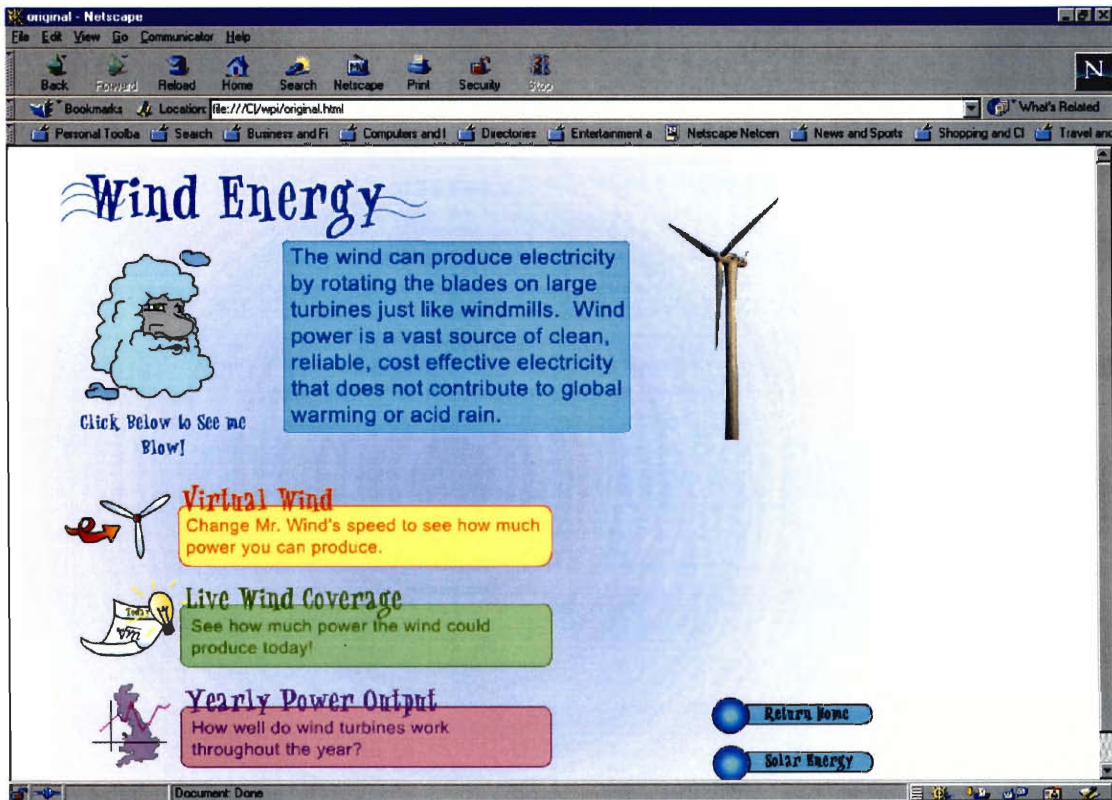 original - Netscape
File Edit View Go Communicator Help
Back Forward Reload Home Search Netscape Print Security Stop
N
Bookmarks Location: file:///C|/wpi/original.html What's Related
Personal Toolba Search Business and Fi Computers and I Directories Entertainment a Netscape Netcen News and Sports Shopping and Cl Travel and
Wind Energy
The wind can produce electricity
by rotating the blades on large
turbines just like windmills. Wind
power is a vast source of clean,
reliable, cost effective electricity
that does not contribute to global
warming or acid rain.
Click Below to See me
Blow!
Virtual Wind
Change Mr. Wind's speed to see how much
power you can produce.
Live Wind Coverage
See how much power the wind could
produce today!
Yearly Power Output
How well do wind turbines work
throughout the year?
Return Home
Solar Energy
Document: Done